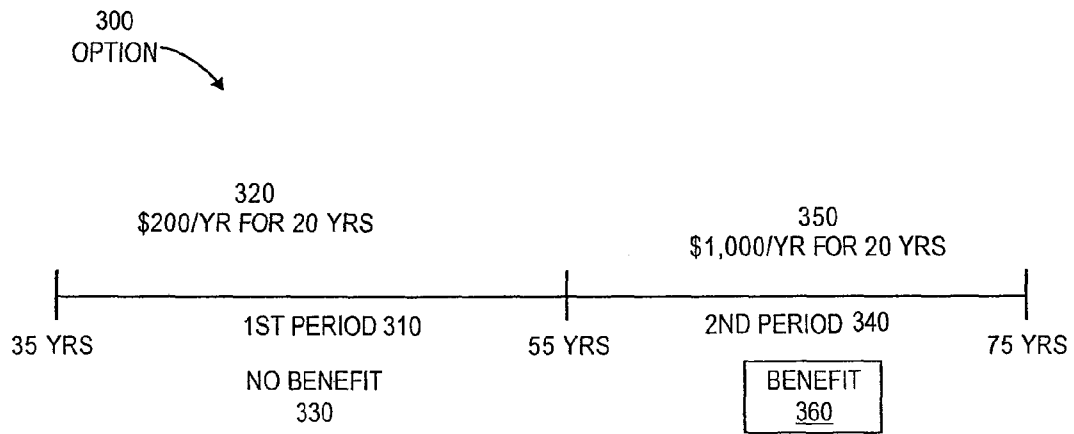 300
OPTION
320
$200/YR FOR 20 YRS
350
$1,000/YR FOR 20 YRS
1ST PERIOD 310
2ND PERIOD 340
35 YRS
55 YRS
75 YRS
NO BENEFIT
330
BENEFIT
360